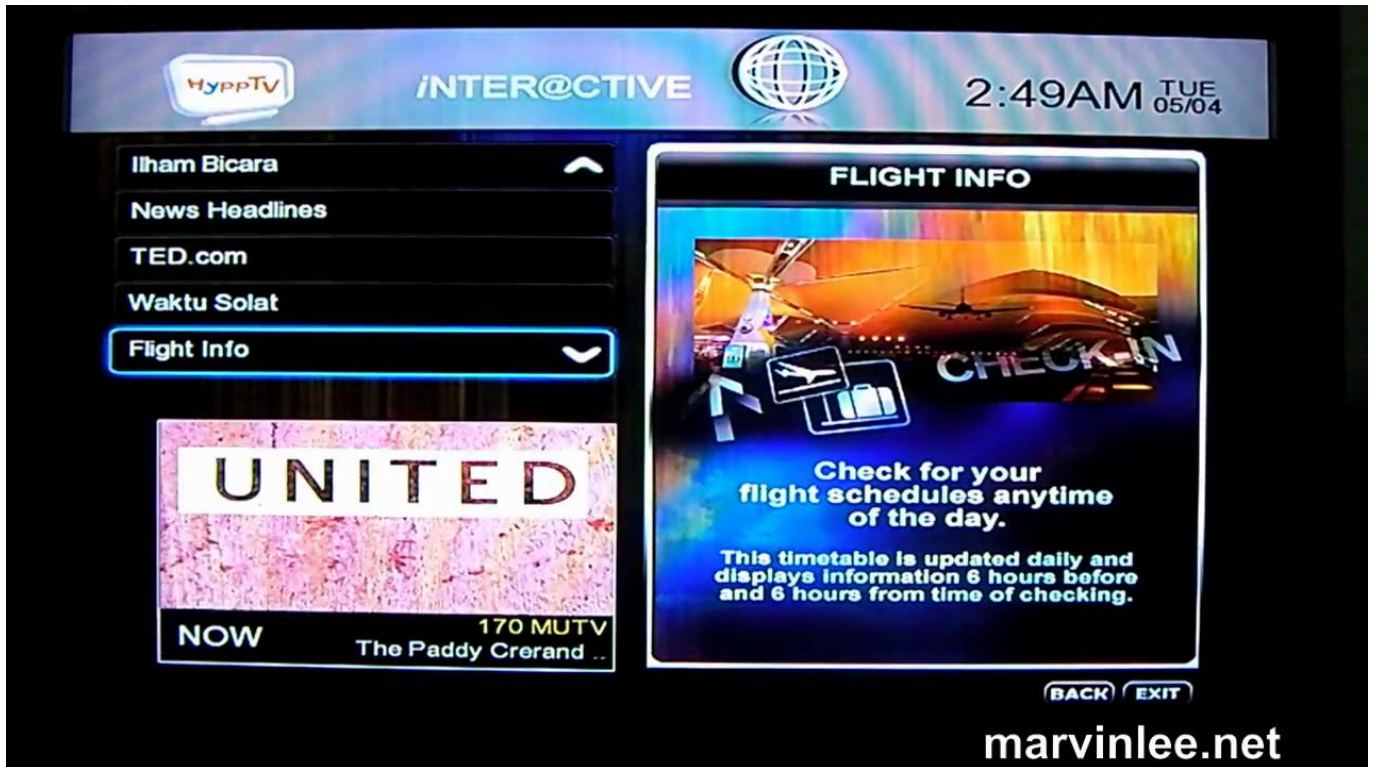 HyppTV
iNTER@CTIVE
2:49AM TUE
05/04
Ilham Bicara
News Headlines
TED.com
Waktu Solat
Flight Info
UNITED
NOW
170 MUTV
The Paddy Crerand ..
FLIGHT INFO
CHECK-IN
Check for your
flight schedules anytime
of the day.
This timetable is updated daily and
displays information 6 hours before
and 6 hours from time of checking.
BACK EXIT
marvinlee.net